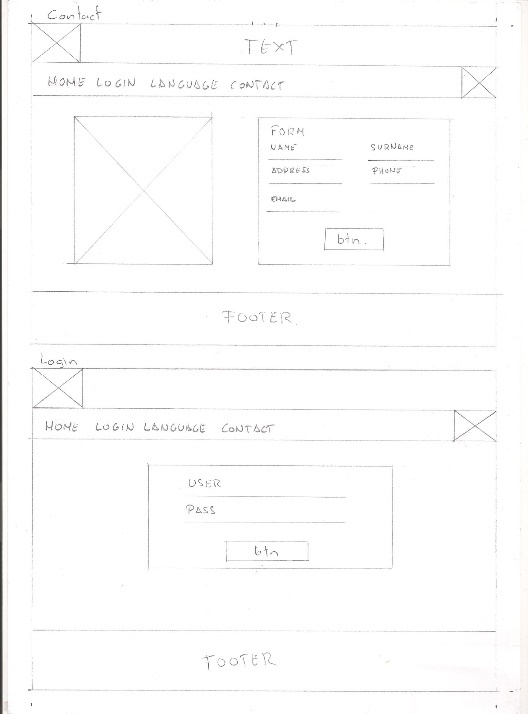 Contact
TEXT
HOME LOGIN LANGUAGE CONTACT
FORM
NAME SURNAME
ADDRESS PHONE
EMAIL
btn.
FOOTER.
Login
HOME LOGIN LANGUAGE CONTACT
USER
PASS
btn
FOOTER